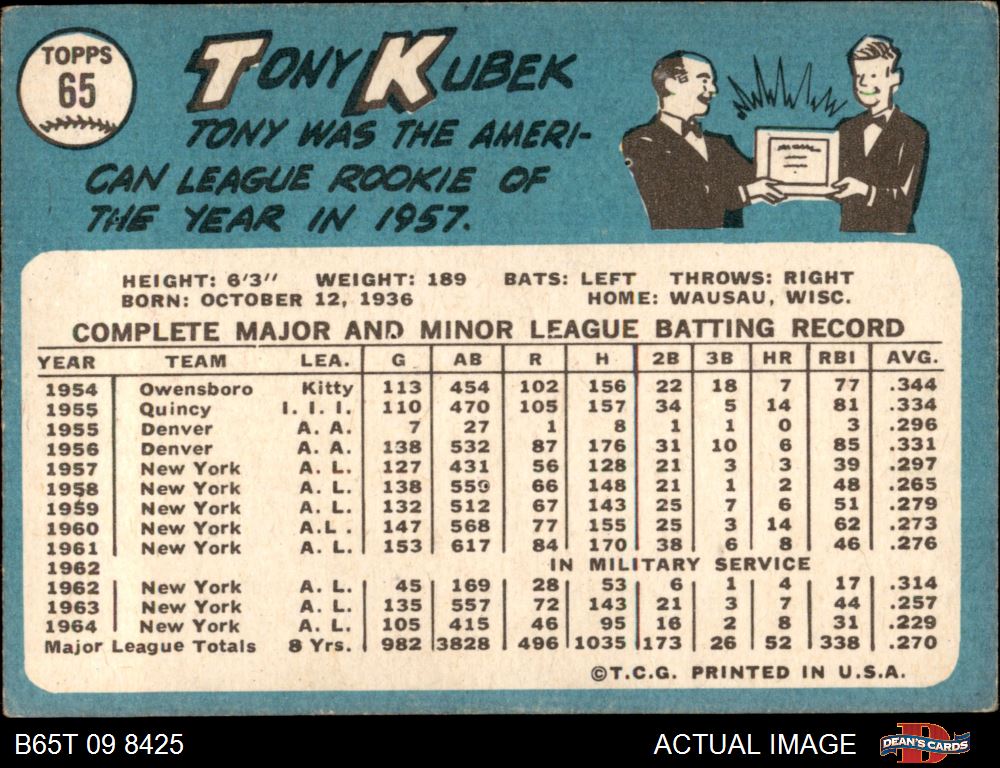 TOPPS
65
TONY KUBEK
TONY WAS THE AMERI-
CAN LEAGUE ROOKIE OF
THE YEAR IN 1957.
HEIGHT: 6'3" WEIGHT: 189 BATS: LEFT THROWS: RIGHT
BORN: OCTOBER 12, 1936 HOME: WAUSAU, WISC.
COMPLETE MAJOR AND MINOR LEAGUE BATTING RECORD
YEAR TEAM LEA. G AB R H 2B 3B HR RBI AVG.
1954 Owensboro Kitty 113 454 102 156 22 18 7 77 .344
1955 Quincy I. I. I. 110 470 105 157 34 5 14 81 .334
1955 Denver A. A. 7 27 1 8 1 1 0 3 .296
1956 Denver A. A. 138 532 87 176 31 10 6 85 .331
1957 New York A. L. 127 431 56 128 21 3 3 39 .297
1958 New York A. L. 138 559 66 148 21 1 2 48 .265
1959 New York A. L. 132 512 67 143 25 7 6 51 .279
1960 New York A.L. 147 568 77 155 25 3 14 62 .273
1961 New York A. L. 153 617 84 170 38 6 8 46 .276
1962 IN MILITARY SERVICE
1962 New York A. L. 45 169 28 53 6 1 4 17 .314
1963 New York A. L. 135 557 72 143 21 3 7 44 .257
1964 New York A. L. 105 415 46 95 16 2 8 31 .229
Major League Totals 8 Yrs. 982 3828 496 1035 173 26 52 338 .270
©T.C.G. PRINTED IN U.S.A.
B65T 09 8425 ACTUAL IMAGE DEAN'S CARDS